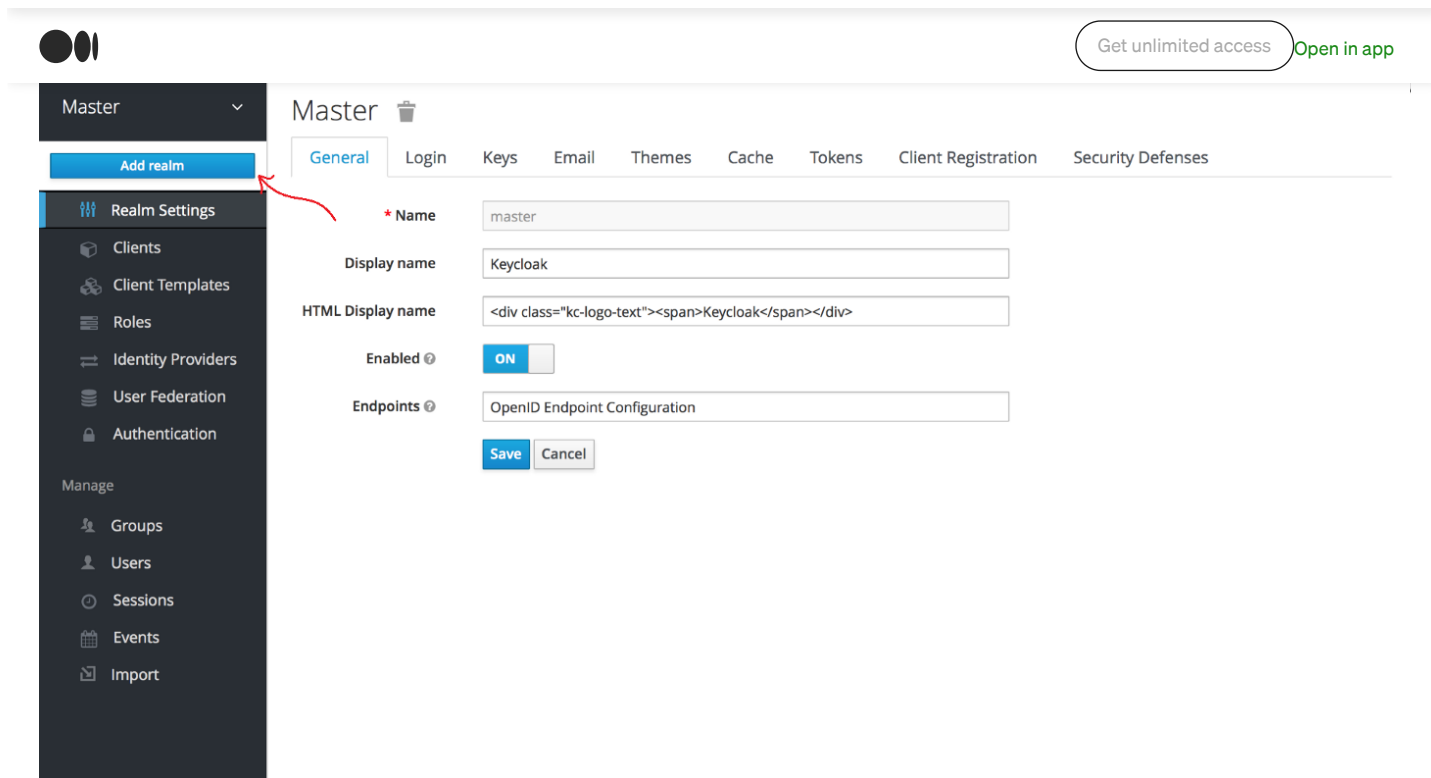 Get unlimited access
Open in app
Master
Add realm
Realm Settings
Clients
Client Templates
Roles
Identity Providers
User Federation
Authentication
Manage
Groups
Users
Sessions
Events
Import
Master
General Login Keys Email Themes Cache Tokens Client Registration Security Defenses
* Name master
Display name Keycloak
HTML Display name <div class="kc-logo-text"><span>Keycloak</span></div>
Enabled ON
Endpoints OpenID Endpoint Configuration
Save Cancel